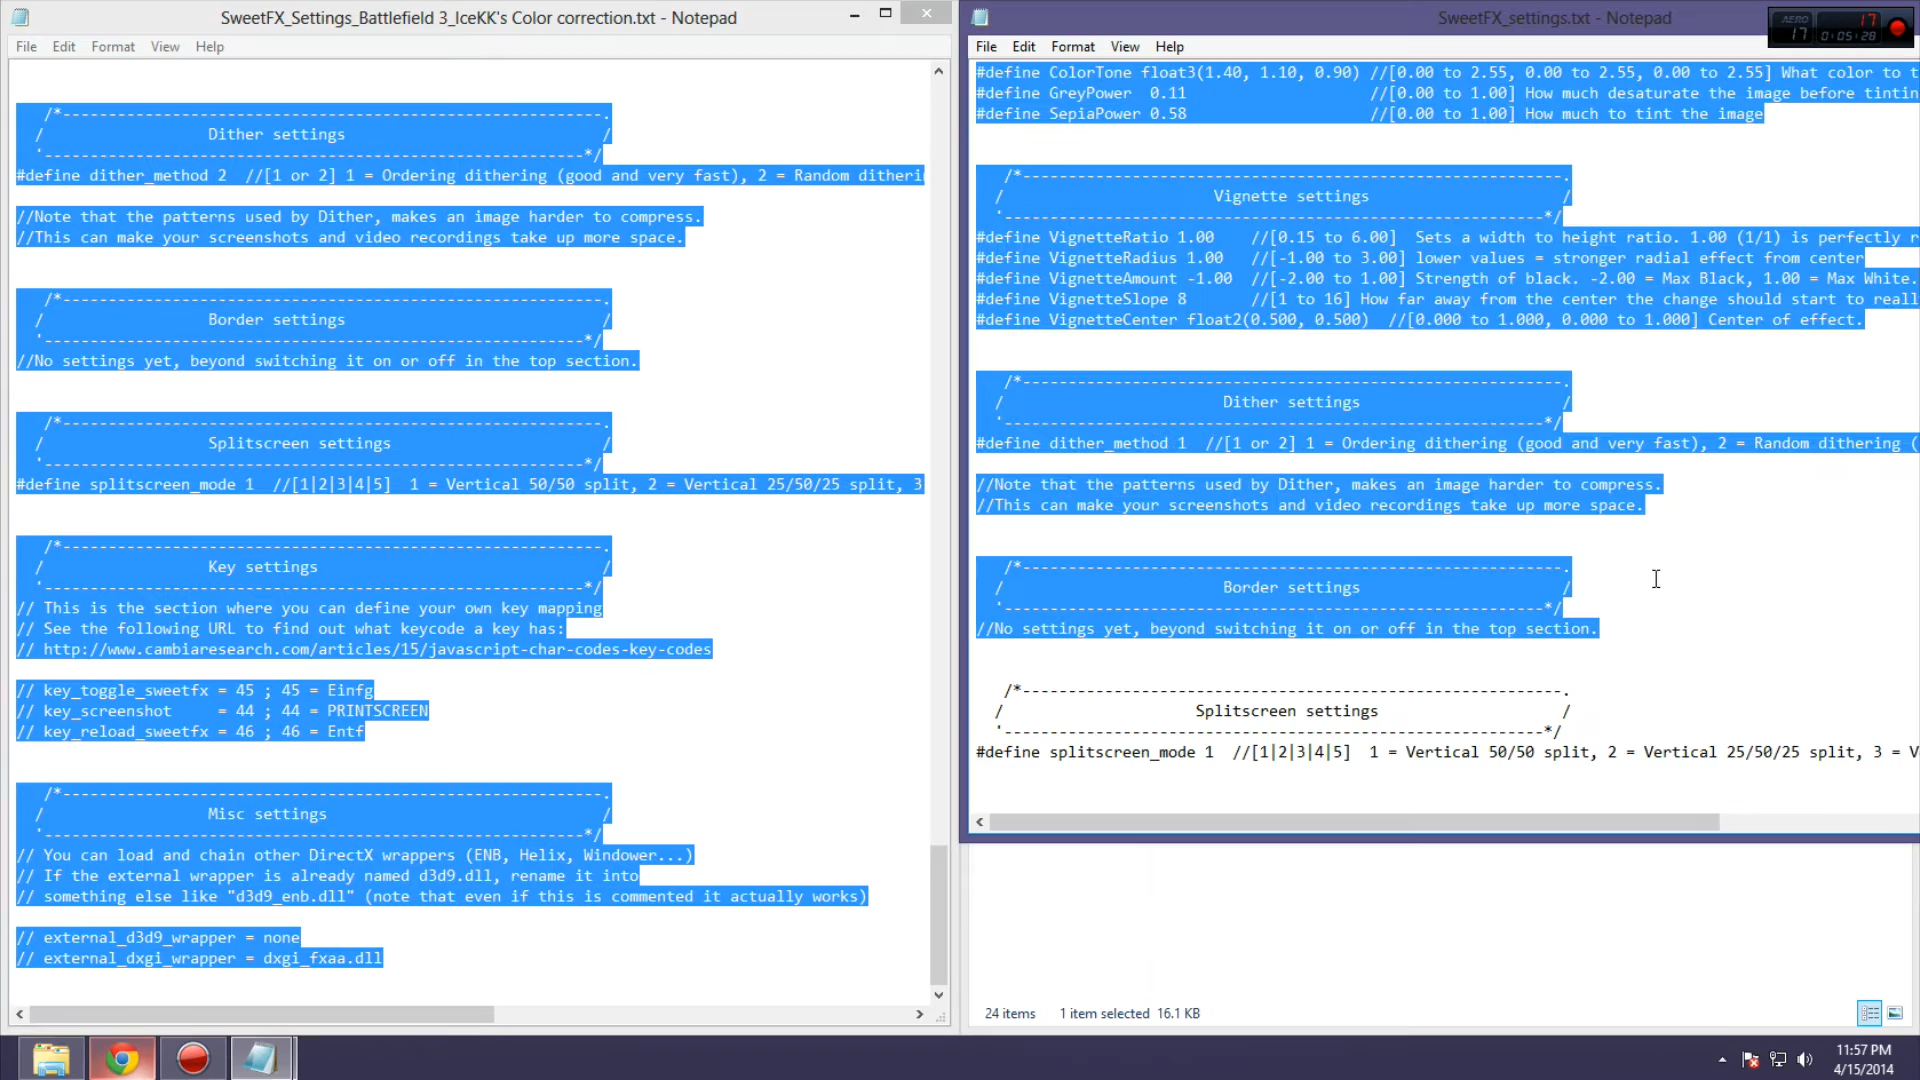 SweetFX_Settings_Battlefield 3_IceKK's Color correction.txt - Notepad
File Edit Format View Help
/*-----------------------------------------------------------.
/ Dither settings /
'-----------------------------------------------------------*/
#define dither_method 2 //[1 or 2] 1 = Ordering dithering (good and very fast), 2 = Random ditheri
//Note that the patterns used by Dither, makes an image harder to compress.
//This can make your screenshots and video recordings take up more space.
/*-----------------------------------------------------------.
/ Border settings /
'-----------------------------------------------------------*/
//No settings yet, beyond switching it on or off in the top section.
/*-----------------------------------------------------------.
/ Splitscreen settings /
'-----------------------------------------------------------*/
#define splitscreen_mode 1 //[1|2|3|4|5] 1 = Vertical 50/50 split, 2 = Vertical 25/50/25 split, 3
/*-----------------------------------------------------------.
/ Key settings /
'-----------------------------------------------------------*/
// This is the section where you can define your own key mapping
// See the following URL to find out what keycode a key has:
// http://www.cambiaresearch.com/articles/15/javascript-char-codes-key-codes
// key_toggle_sweetfx = 45 ; 45 = Einfg
// key_screenshot = 44 ; 44 = PRINTSCREEN
// key_reload_sweetfx = 46 ; 46 = Entf
/*-----------------------------------------------------------.
/ Misc settings /
'-----------------------------------------------------------*/
// You can load and chain other DirectX wrappers (ENB, Helix, Windower...)
// If the external wrapper is already named d3d9.dll, rename it into
// something else like "d3d9_enb.dll" (note that even if this is commented it actually works)
// external_d3d9_wrapper = none
// external_dxgi_wrapper = dxgi_fxaa.dll
SweetFX_settings.txt - Notepad
AERO 17
17 0:05:28
File Edit Format View Help
#define ColorTone float3(1.40, 1.10, 0.90) //[0.00 to 2.55, 0.00 to 2.55, 0.00 to 2.55] What color to t
#define GreyPower 0.11 //[0.00 to 1.00] How much desaturate the image before tintin
#define SepiaPower 0.58 //[0.00 to 1.00] How much to tint the image
/*-----------------------------------------------------------.
/ Vignette settings /
'-----------------------------------------------------------*/
#define VignetteRatio 1.00 //[0.15 to 6.00] Sets a width to height ratio. 1.00 (1/1) is perfectly r
#define VignetteRadius 1.00 //[-1.00 to 3.00] lower values = stronger radial effect from center
#define VignetteAmount -1.00 //[-2.00 to 1.00] Strength of black. -2.00 = Max Black, 1.00 = Max White.
#define VignetteSlope 8 //[1 to 16] How far away from the center the change should start to reall
#define VignetteCenter float2(0.500, 0.500) //[0.000 to 1.000, 0.000 to 1.000] Center of effect.
/*-----------------------------------------------------------.
/ Dither settings /
'-----------------------------------------------------------*/
#define dither_method 1 //[1 or 2] 1 = Ordering dithering (good and very fast), 2 = Random dithering (
//Note that the patterns used by Dither, makes an image harder to compress.
//This can make your screenshots and video recordings take up more space.
/*-----------------------------------------------------------.
/ Border settings /
'-----------------------------------------------------------*/
//No settings yet, beyond switching it on or off in the top section.
/*-----------------------------------------------------------.
/ Splitscreen settings /
'-----------------------------------------------------------*/
#define splitscreen_mode 1 //[1|2|3|4|5] 1 = Vertical 50/50 split, 2 = Vertical 25/50/25 split, 3 = V
24 items 1 item selected 16.1 KB
11:57 PM
4/15/2014